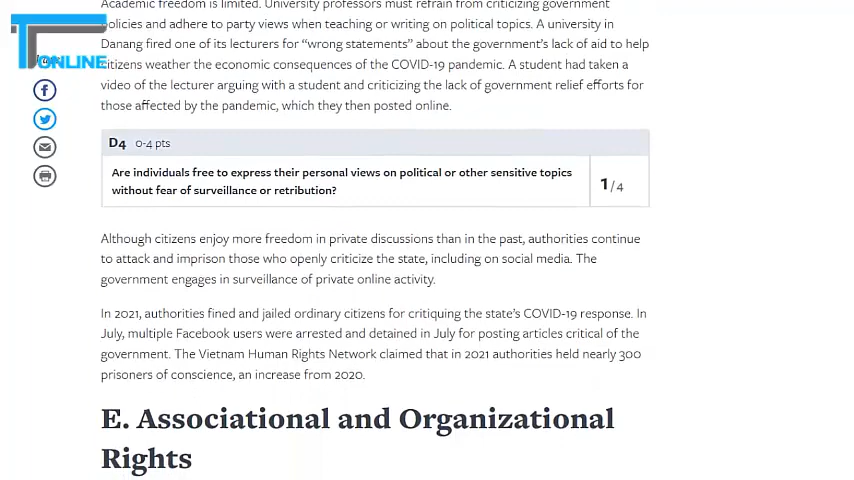 Academic freedom is limited. University professors must refrain from criticizing government
policies and adhere to party views when teaching or writing on political topics. A university in
Danang fired one of its lecturers for “wrong statements” about the government’s lack of aid to help
citizens weather the economic consequences of the COVID-19 pandemic. A student had taken a
video of the lecturer arguing with a student and criticizing the lack of government relief efforts for
those affected by the pandemic, which they then posted online.
ONLINE
D4 0-4 pts
Are individuals free to express their personal views on political or other sensitive topics
without fear of surveillance or retribution?
1/4
Although citizens enjoy more freedom in private discussions than in the past, authorities continue
to attack and imprison those who openly criticize the state, including on social media. The
government engages in surveillance of private online activity.
In 2021, authorities fined and jailed ordinary citizens for critiquing the state’s COVID-19 response. In
July, multiple Facebook users were arrested and detained in July for posting articles critical of the
government. The Vietnam Human Rights Network claimed that in 2021 authorities held nearly 300
prisoners of conscience, an increase from 2020.
E. Associational and Organizational
Rights